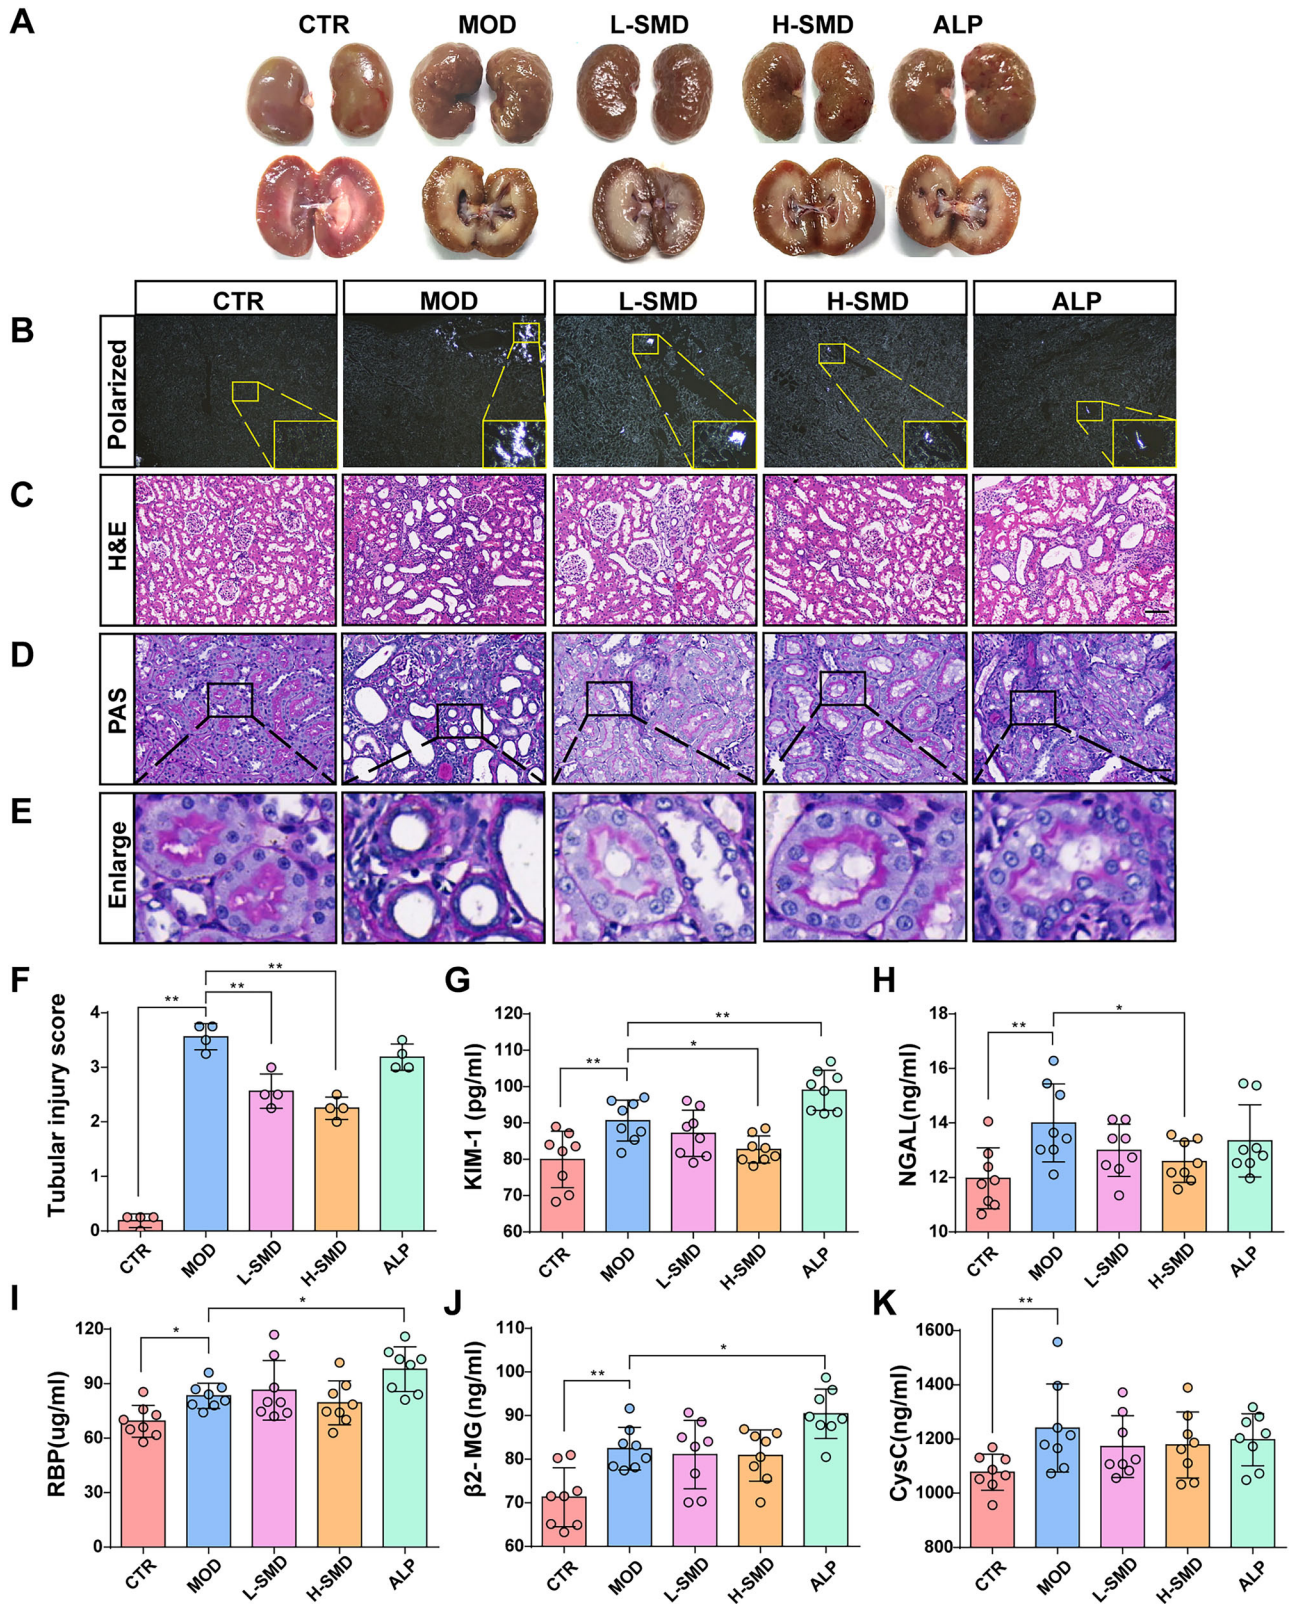 A
CTR MOD L-SMD H-SMD ALP
CTR MOD L-SMD H-SMD ALP
B Polarized
C H&E
D PAS
E Enlarge
F
Tubular injury score
4
3
2
1
0
** ** **
CTR MOD L-SMD H-SMD ALP
G
KIM-1 (pg/ml)
120
110
100
90
80
70
60
** * **
CTR MOD L-SMD H-SMD ALP
H
NGAL(ng/ml)
18
16
14
12
10
** *
CTR MOD L-SMD H-SMD ALP
I
RBP(ug/ml)
120
90
60
30
0
* *
CTR MOD L-SMD H-SMD ALP
J
β2- MG (ng/ml)
110
100
90
80
70
60
** *
CTR MOD L-SMD H-SMD ALP
K
CysC(ng/ml)
1600
1400
1200
1000
800
**
CTR MOD L-SMD H-SMD ALP